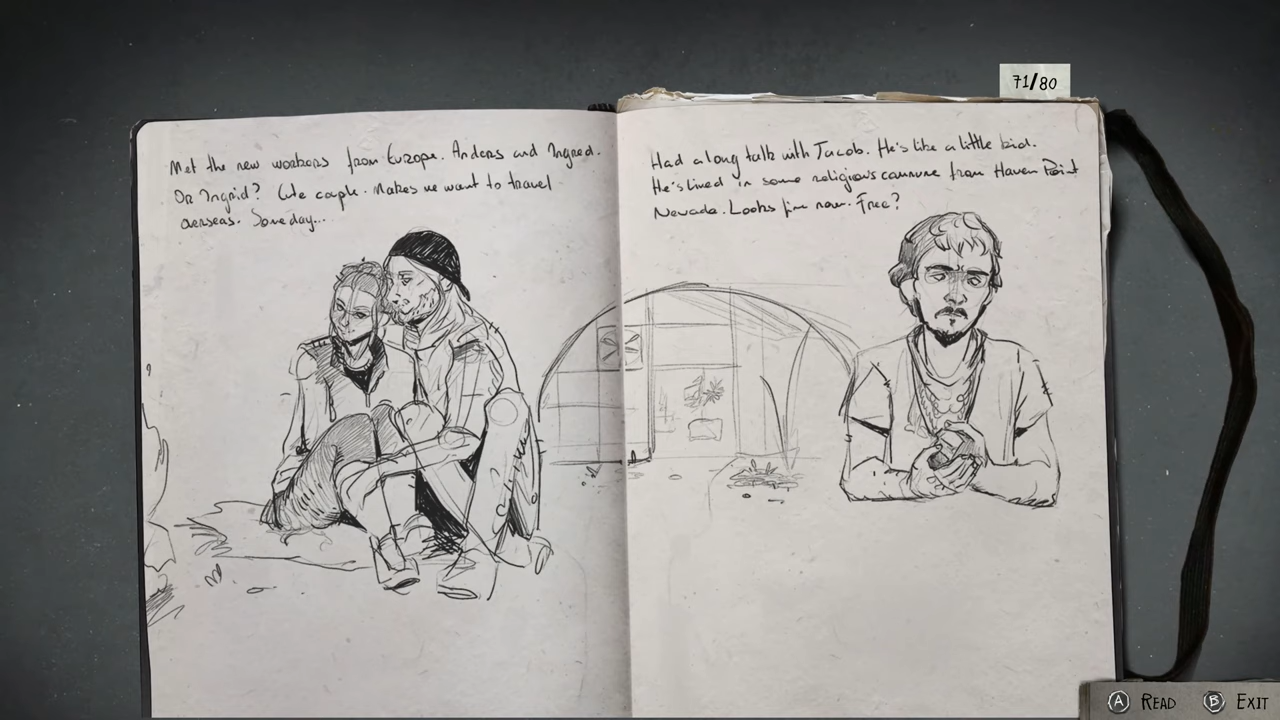 71/80
Met the new workers from Europe. Anders and Ingred.
Or Ingrid? Cute couple. Makes me want to travel
overseas. Someday...
Had a long talk with Jacob. He's like a little bird.
He's lived in some religious commune from Haven Point
Nevada. Looks fine now. Free?
A READ B EXIT